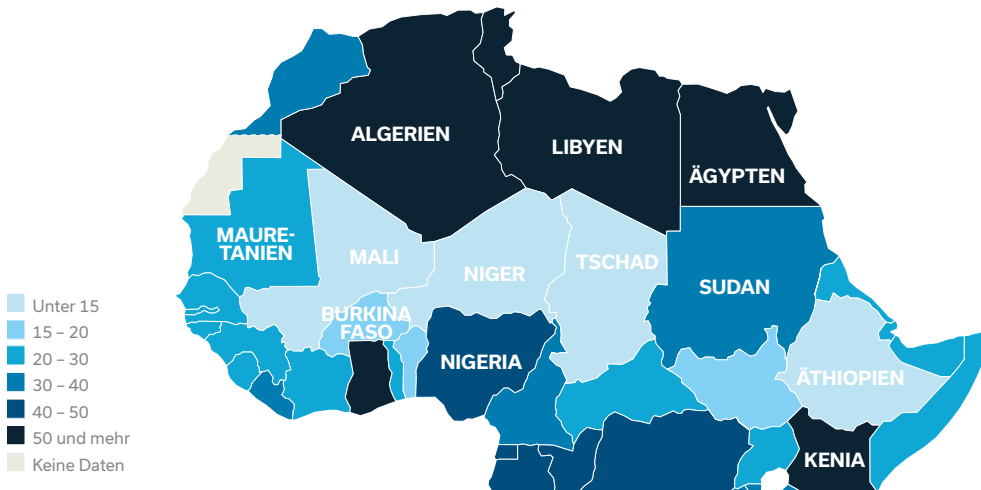 ALGERIEN
LIBYEN
ÄGYPTEN
MAURE-
TANIEN
MALI
NIGER
TSCHAD
SUDAN
BURKINA
FASO
NIGERIA
ÄTHIOPIEN
KENIA
Unter 15
15 – 20
20 – 30
30 – 40
40 – 50
50 und mehr
Keine Daten